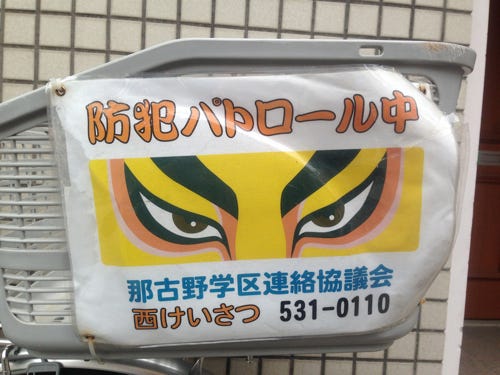 防犯パトロール中
那古野学区連絡協議会
西けいさつ 531-0110